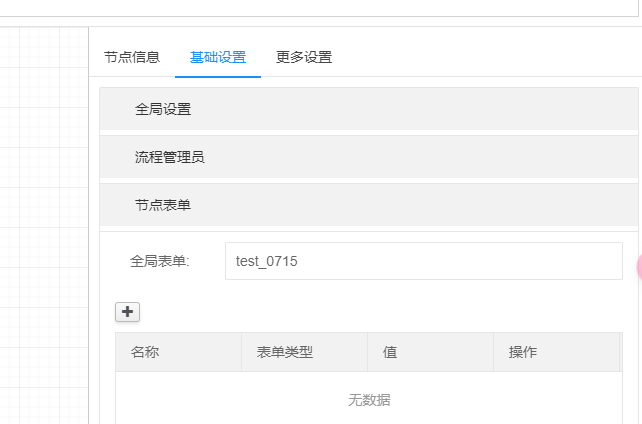 节点信息 基础设置 更多设置
全局设置
流程管理员
节点表单
全局表单: test_0715
名称 表单类型 值 操作
无数据